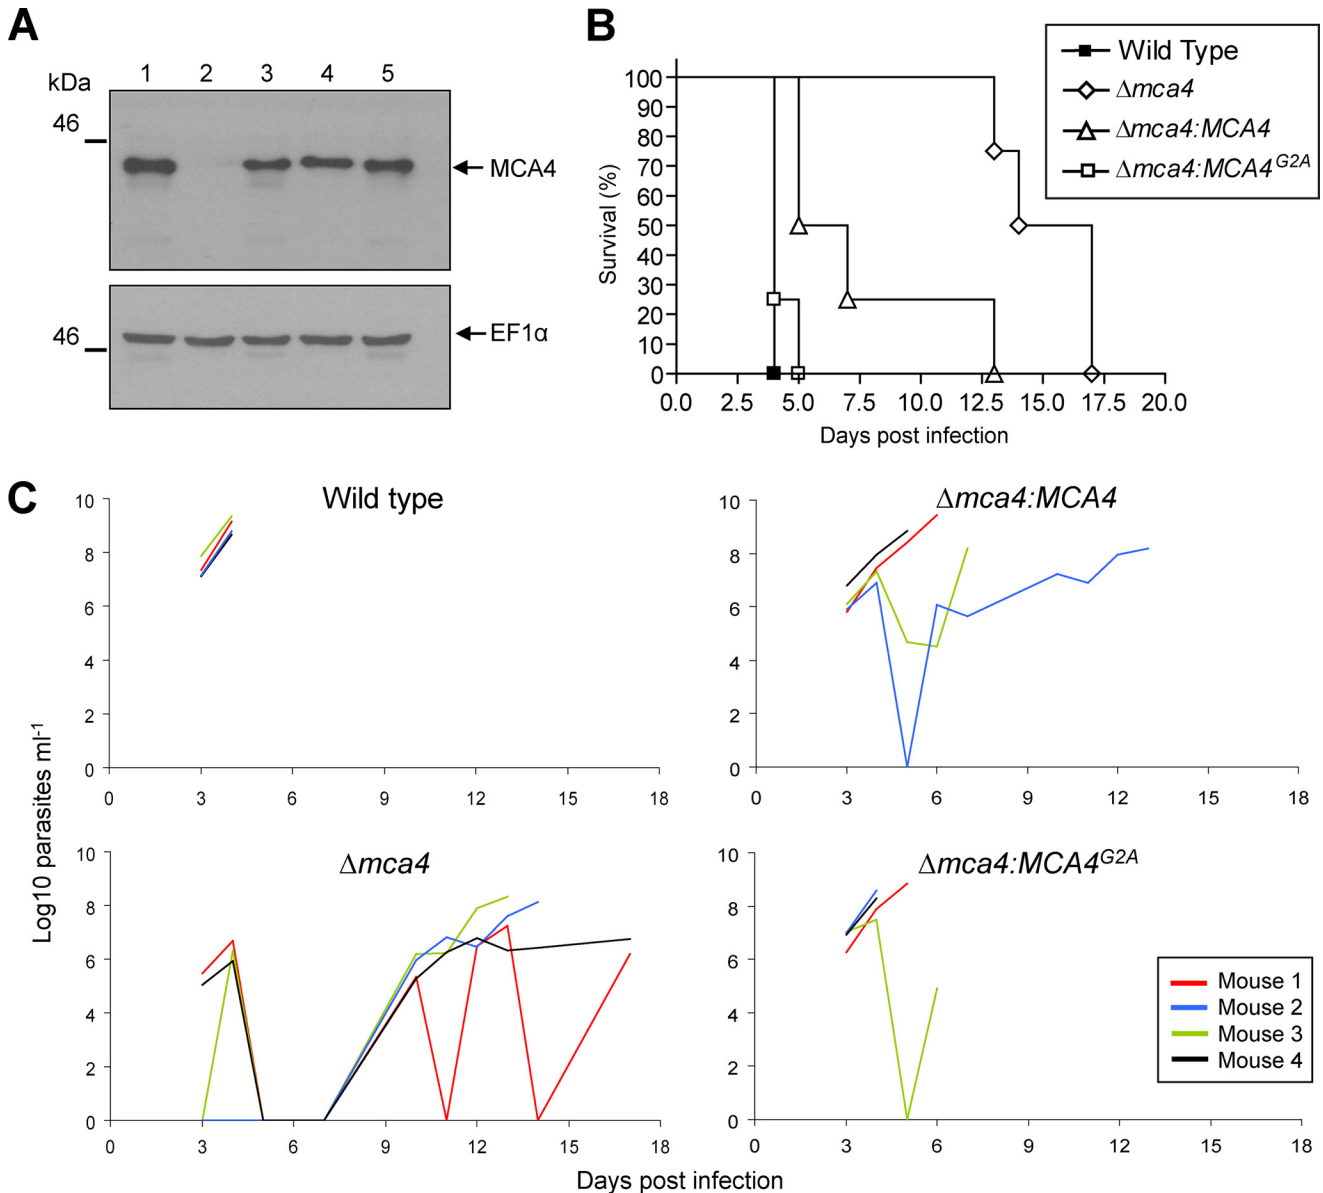 A
kDa
1 2 3 4 5
46
MCA4
46
EF1α
B
Wild Type
Δmca4
Δmca4:MCA4
Δmca4:MCA4G2A
Survival (%)
100
90
80
70
60
50
40
30
20
10
0
0.0 2.5 5.0 7.5 10.0 12.5 15.0 17.5 20.0
Days post infection
C
Log10 parasites ml-1
Wild type
10
8
6
4
2
0
0 3 6 9 12 15 18
Δmca4:MCA4
10
8
6
4
2
0
0 3 6 9 12 15 18
Δmca4
10
8
6
4
2
0
0 3 6 9 12 15 18
Δmca4:MCA4G2A
10
8
6
4
2
0
0 3 6 9 12 15 18
Mouse 1
Mouse 2
Mouse 3
Mouse 4
Days post infection